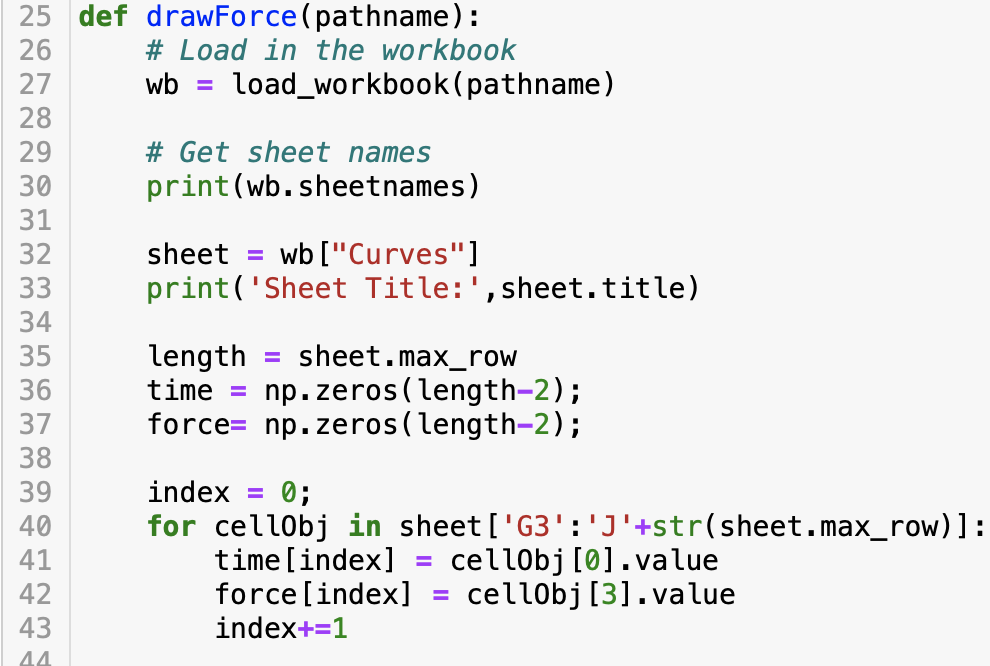 25 def drawForce(pathname):
26     # Load in the workbook
27     wb = load_workbook(pathname)
28
29     # Get sheet names
30     print(wb.sheetnames)
31
32     sheet = wb["Curves"]
33     print('Sheet Title:',sheet.title)
34
35     length = sheet.max_row
36     time = np.zeros(length-2);
37     force= np.zeros(length-2);
38
39     index = 0;
40     for cellObj in sheet['G3':'J'+str(sheet.max_row)]:
41         time[index] = cellObj[0].value
42         force[index] = cellObj[3].value
43         index+=1
44